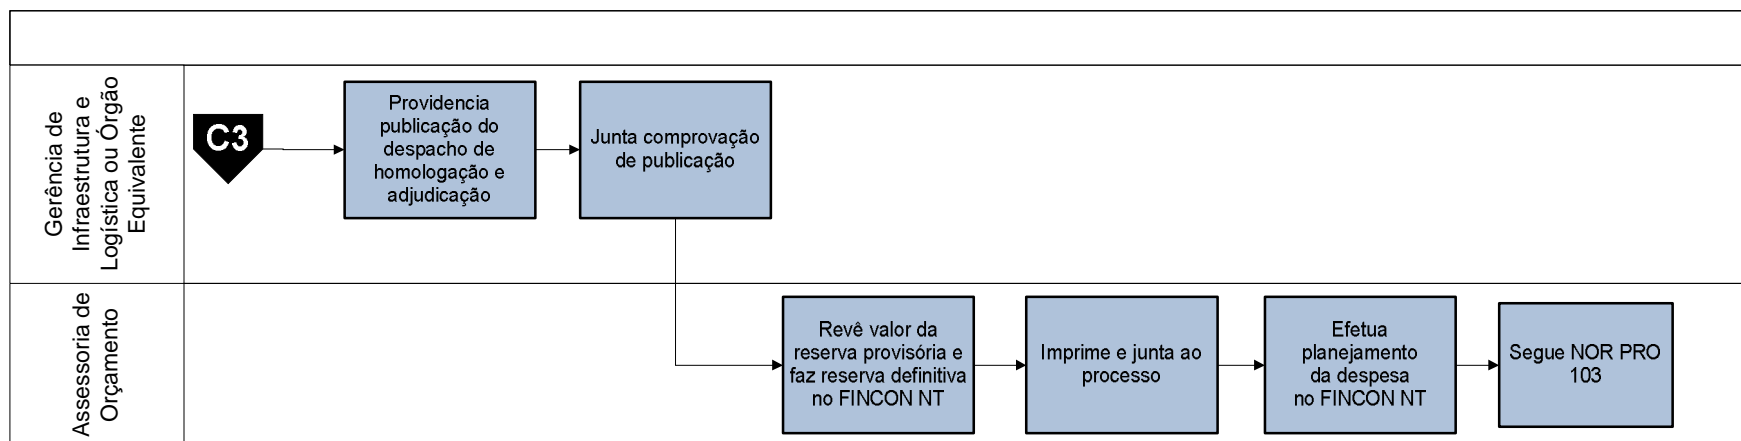 Gerência de
Infraestrutura e
Logística ou Órgão
Equivalente
C3
Providencia
publicação do
despacho de
homologação e
adjudicação
Junta comprovação
de publicação
Assessoria de
Orçamento
Revê valor da
reserva provisória e
faz reserva definitiva
no FINCON NT
Imprime e junta ao
processo
Efetua
planejamento
da despesa
no FINCON NT
Segue NOR PRO
103